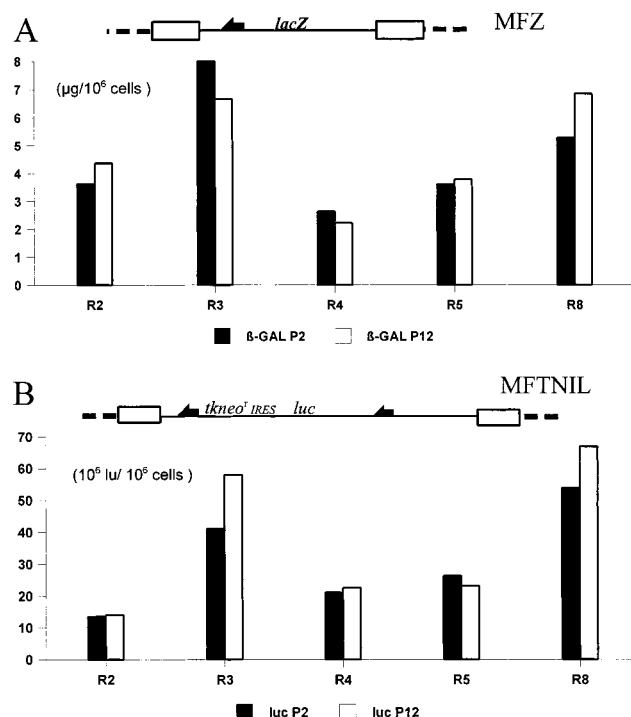 A
lacZ
MFZ
(µg/10⁶ cells )
8
7
6
5
4
3
2
1
0
R2 R3 R4 R5 R8
ß-GAL P2 ß-GAL P12
B
MFTNIL
tkneoᵀ IRES luc
(10⁶ lu/ 10⁶ cells )
70
60
50
40
30
20
10
0
R2 R3 R4 R5 R8
luc P2 luc P12